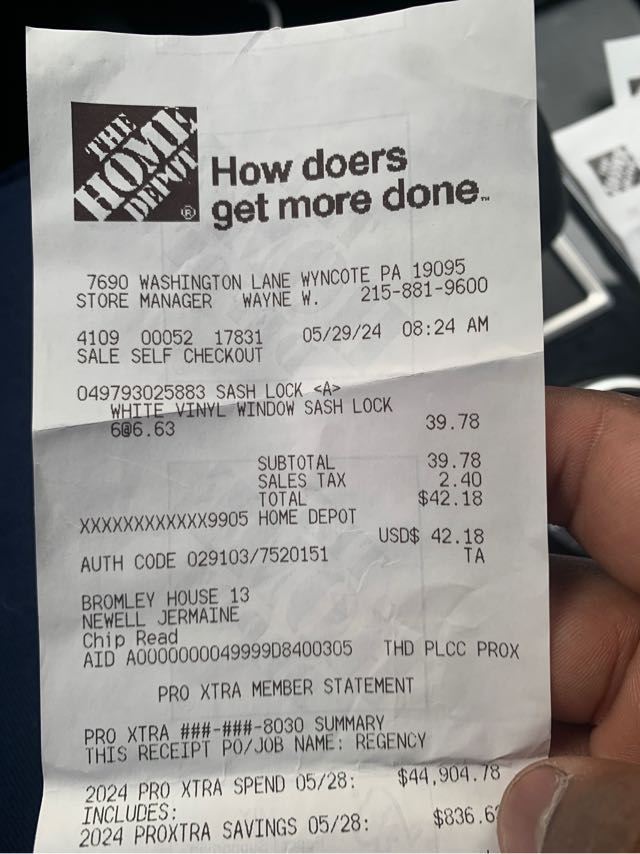 THE
HOME
DEPOT
®
How doers
get more done™
7690 WASHINGTON LANE WYNCOTE PA 19095
STORE MANAGER WAYNE W. 215-881-9600
4109 00052 17831 05/29/24 08:24 AM
SALE SELF CHECKOUT
049793025883 SASH LOCK <A>
WHITE VINYL WINDOW SASH LOCK
6@6.63 39.78
SUBTOTAL 39.78
SALES TAX 2.40
TOTAL $42.18
XXXXXXXXXXXX9905 HOME DEPOT
USD$ 42.18
AUTH CODE 029103/7520151 TA
BROMLEY HOUSE 13
NEWELL JERMAINE
Chip Read
AID A0000000049999D8400305 THD PLCC PROX
PRO XTRA MEMBER STATEMENT
PRO XTRA ###-###-8030 SUMMARY
THIS RECEIPT PO/JOB NAME: REGENCY
2024 PRO XTRA SPEND 05/28: $44,904.78
INCLUDES:
2024 PROXTRA SAVINGS 05/28: